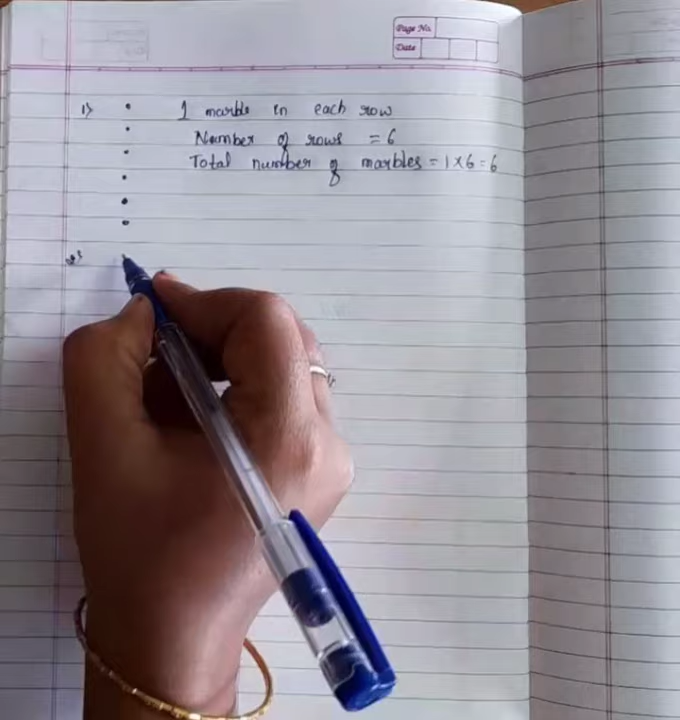 Page No.
Date
1) 1 marble in each row
Number of rows = 6
Total number of marbles = 1 x 6 = 6